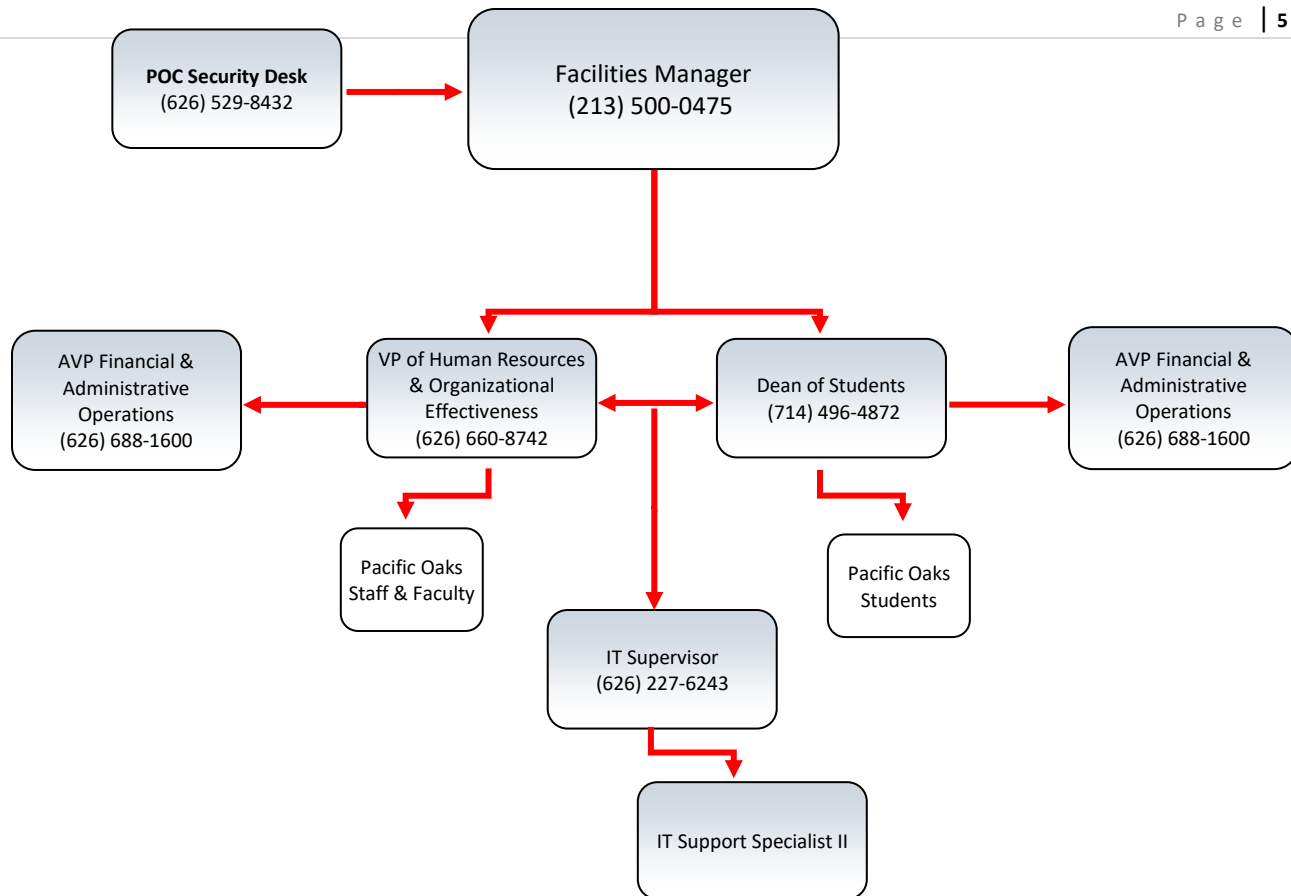 Page | 5
POC Security Desk
(626) 529-8432
Facilities Manager
(213) 500-0475
AVP Financial &
Administrative
Operations
(626) 688-1600
VP of Human Resources
& Organizational
Effectiveness
(626) 660-8742
Dean of Students
(714) 496-4872
AVP Financial &
Administrative
Operations
(626) 688-1600
Pacific Oaks
Staff & Faculty
Pacific Oaks
Students
IT Supervisor
(626) 227-6243
IT Support Specialist II